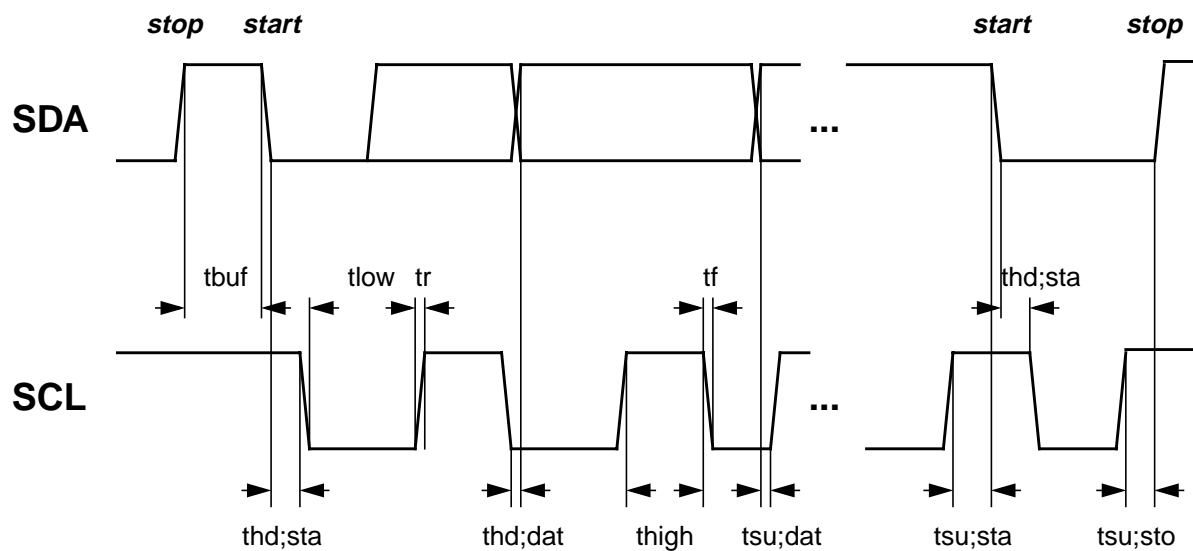 stop start start stop
SDA ...
tbuf tlow tr tf thd;sta
SCL ...
thd;sta thd;dat thigh tsu;dat tsu;sta tsu;sto